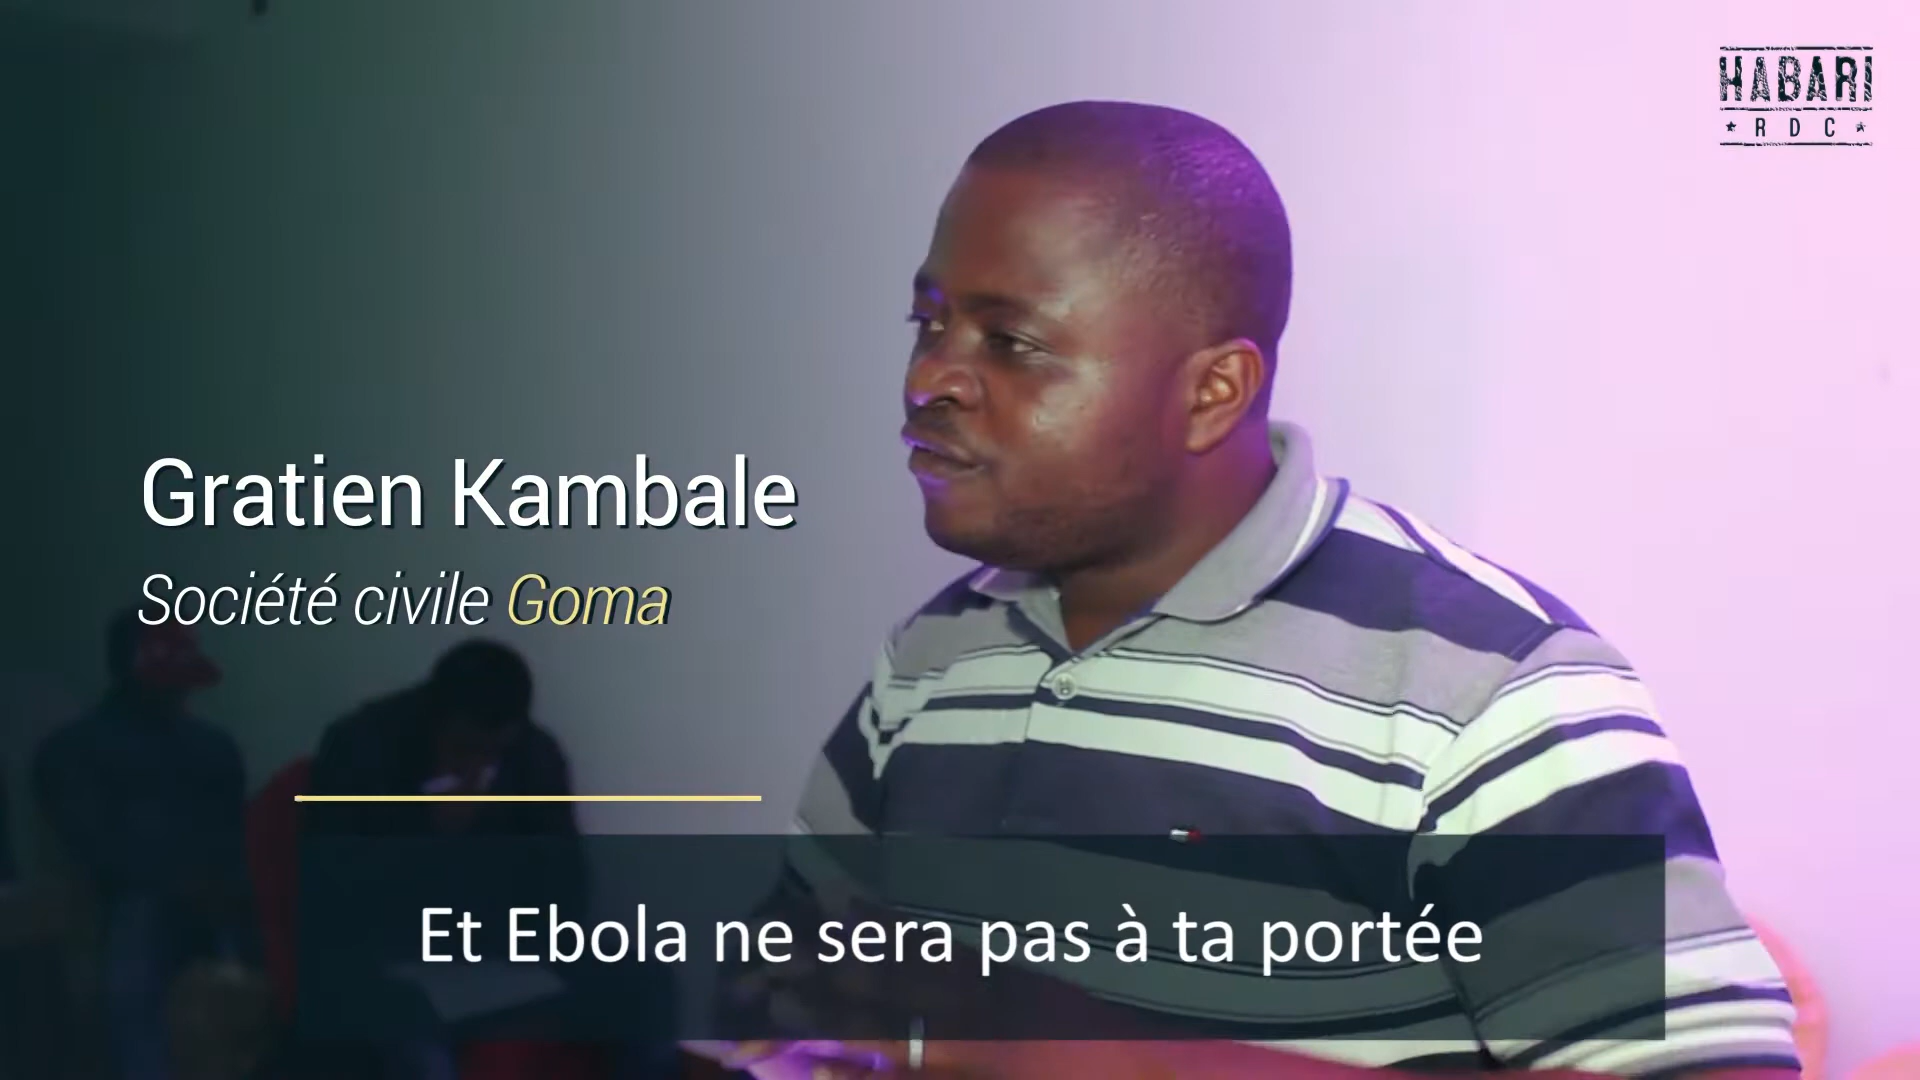 HABARI
RDC
Gratien Kambale
Société civile Goma
Et Ebola ne sera pas à ta portée